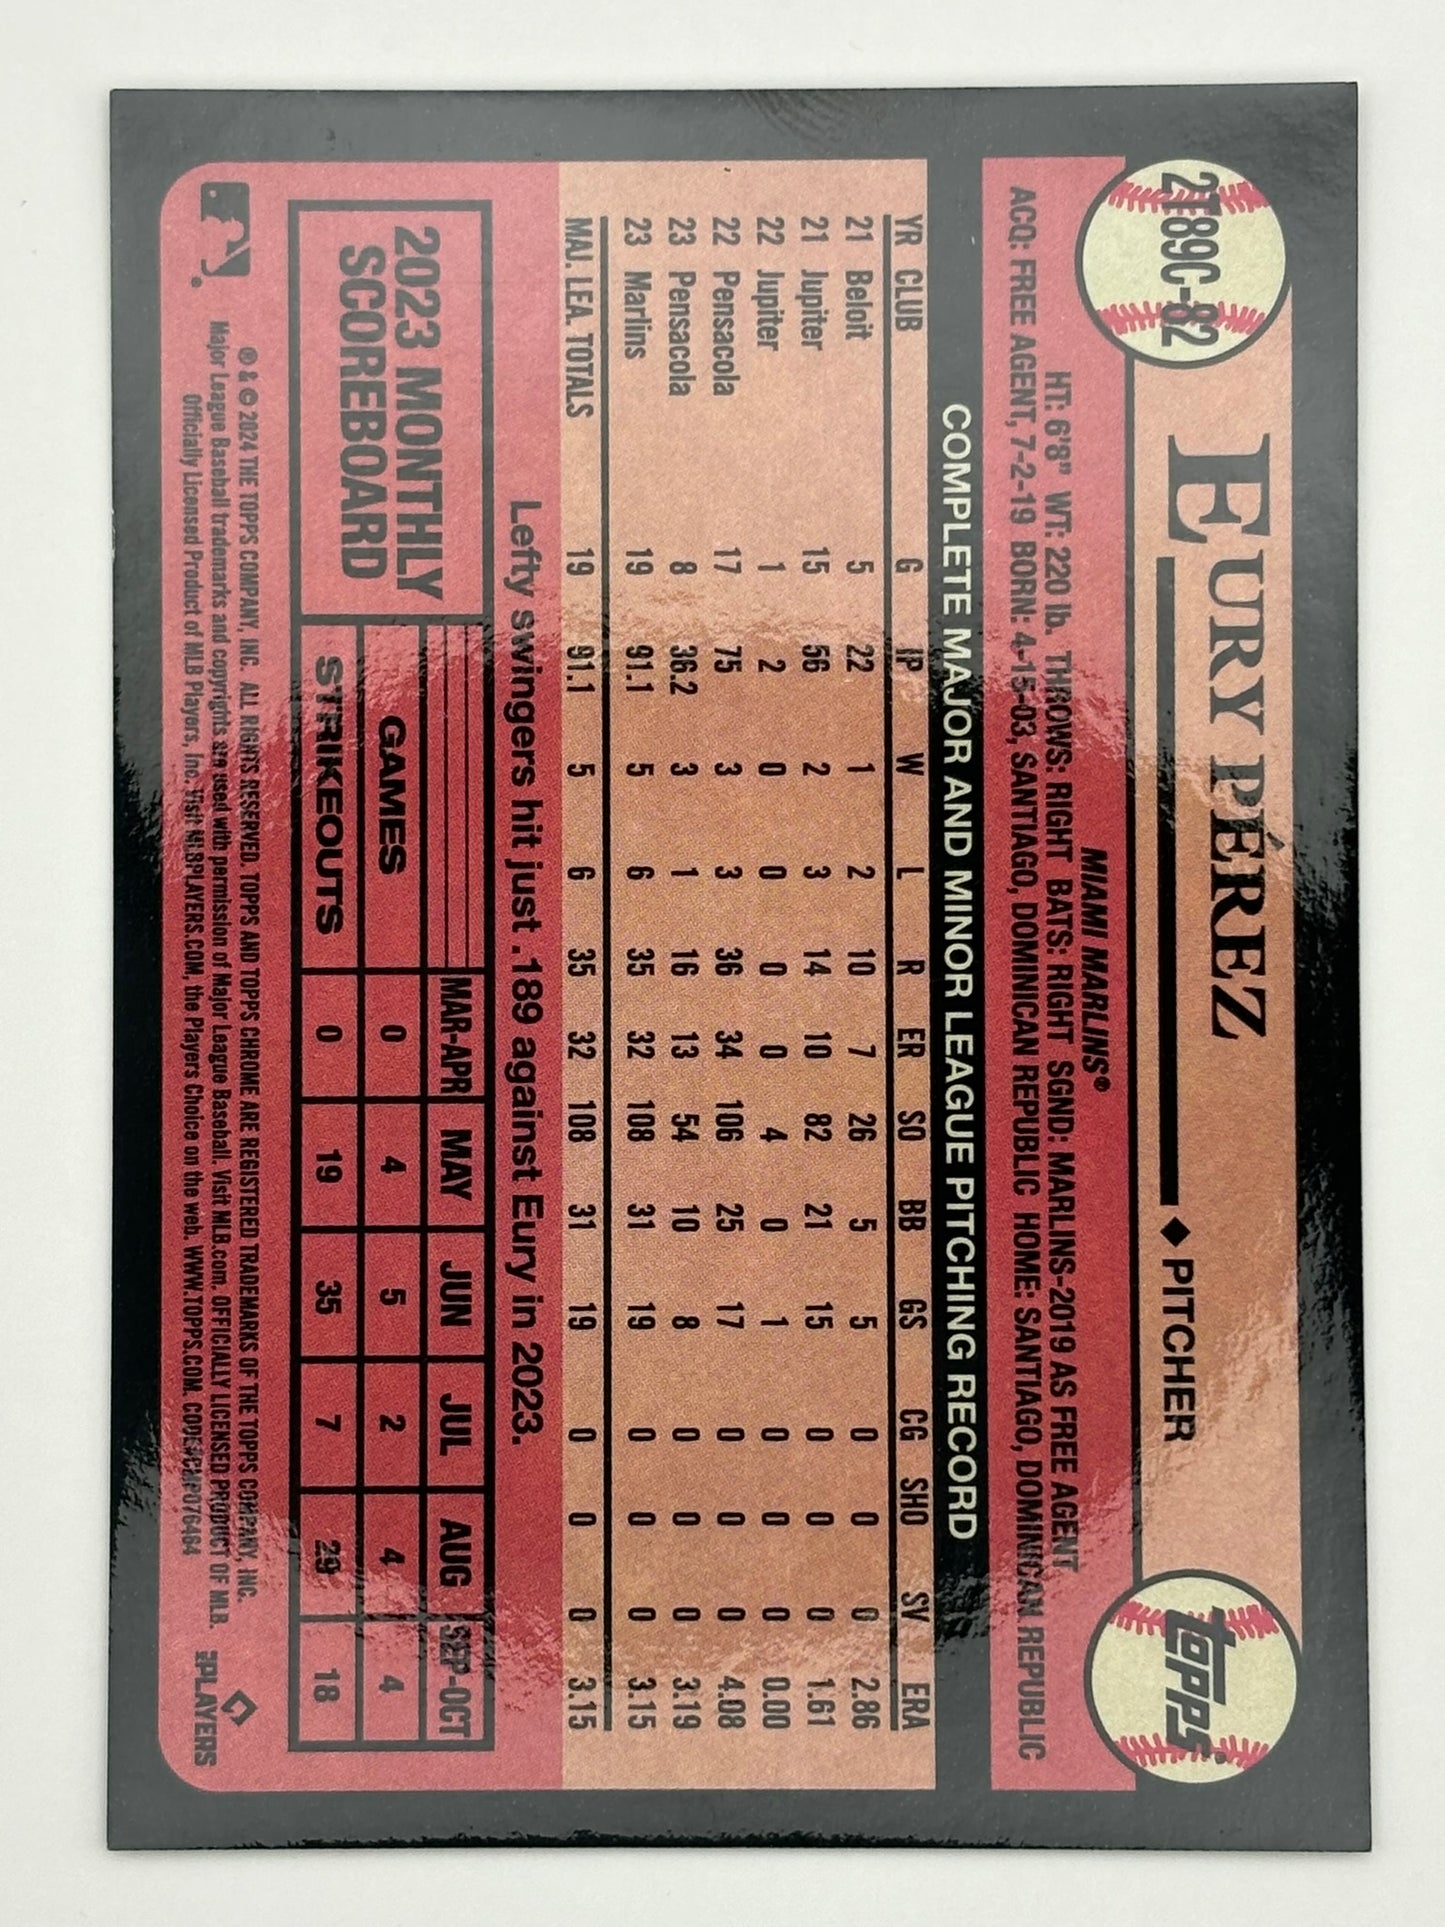 2T89C-82
EURY PÉREZ
PITCHER
topps®
MIAMI MARLINS®
HT: 6'8" WT: 220 lb. THROWS: RIGHT BATS: RIGHT SGND: MARLINS-2019 AS FREE AGENT
ACQ: FREE AGENT, 7-2-19 BORN: 4-15-03, SANTIAGO, DOMINICAN REPUBLIC HOME: SANTIAGO, DOMINICAN REPUBLIC
COMPLETE MAJOR AND MINOR LEAGUE PITCHING RECORD
YR CLUB G IP W L R ER SO BB GS CG SHO SV ERA
21 Beloit 5 22 1 2 10 7 26 5 5 0 0 0 2.86
21 Jupiter 15 56 2 3 14 10 82 21 15 0 0 0 1.61
22 Jupiter 1 2 0 0 0 0 4 0 1 0 0 0 0.00
22 Pensacola 17 75 3 3 36 34 106 25 17 0 0 0 4.08
23 Pensacola 8 36.2 3 1 16 13 54 10 8 0 0 0 3.19
23 Marlins 19 91.1 5 6 35 32 108 31 19 0 0 0 3.15
MAJ. LEA. TOTALS 19 91.1 5 6 35 32 108 31 19 0 0 0 3.15
Lefty swingers hit just .189 against Eury in 2023.
2023 MONTHLY
SCOREBOARD
MAR-APR MAY JUN JUL AUG SEP-OCT
GAMES 0 4 5 2 4 4
STRIKEOUTS 0 19 35 7 29 18
® & © 2024 THE TOPPS COMPANY, INC. ALL RIGHTS RESERVED. TOPPS AND TOPPS CHROME ARE REGISTERED TRADEMARKS OF THE TOPPS COMPANY, INC.
Major League Baseball trademarks and copyrights are used with permission of Major League Baseball. Visit MLB.com. OFFICIALLY LICENSED PRODUCT OF MLB.
Officially Licensed Product of MLB Players, Inc. Visit MLBPLAYERS.COM, the Players Choice on the web. WWW.TOPPS.COM. CODE#CMP076464
MLB PLAYERS